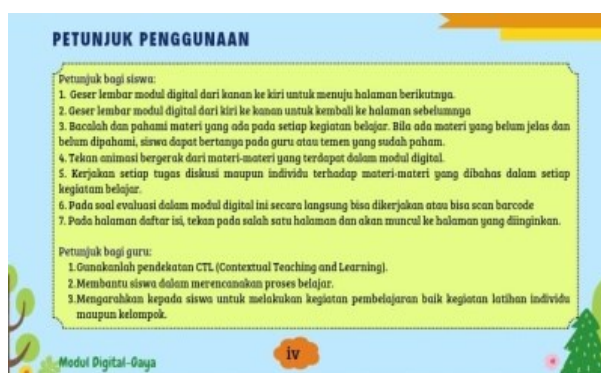 PETUNJUK PENGGUNAAN
Petunjuk bagi siswa:
1. Geser lembar modul digital dari kanan ke kiri untuk menuju halaman berikutnya.
2. Geser lembar modul digital dari kiri ke kanan untuk kembali ke halaman sebelumnya
3. Bacalah dan pahami materi yang ada pada setiap kegiatan belajar. Bila ada materi yang belum jelas dan
belum dipahami, siswa dapat bertanya pada guru atau temen yang sudah paham.
4. Tekan animasi bergerak dari materi-materi yang terdapat dalam modul digital.
5. Kerjakan setiap tugas diskusi maupun individu terhadap materi-materi yang dibahas dalam setiap
kegiatam belajar.
6. Pada soal evaluasi dalam modul digital ini secara langsung bisa dikerjakan atau bisa scan barcode
7. Pada halaman daftar isi, tekan pada salah satu halaman dan akan muncul ke halaman yang diinginkan.
Petunjuk bagi guru:
1.Gunakanlah pendekatan CTL (Contextual Teaching and Learning).
2.Membantu siswa dalam merencanakan proses belajar.
3.Mengarahkan kepada siswa untuk melakukan kegiatan pembelajaran baik kegiatan latihan individu
maupun kelompok.
iv
Modul Digital-Gaya